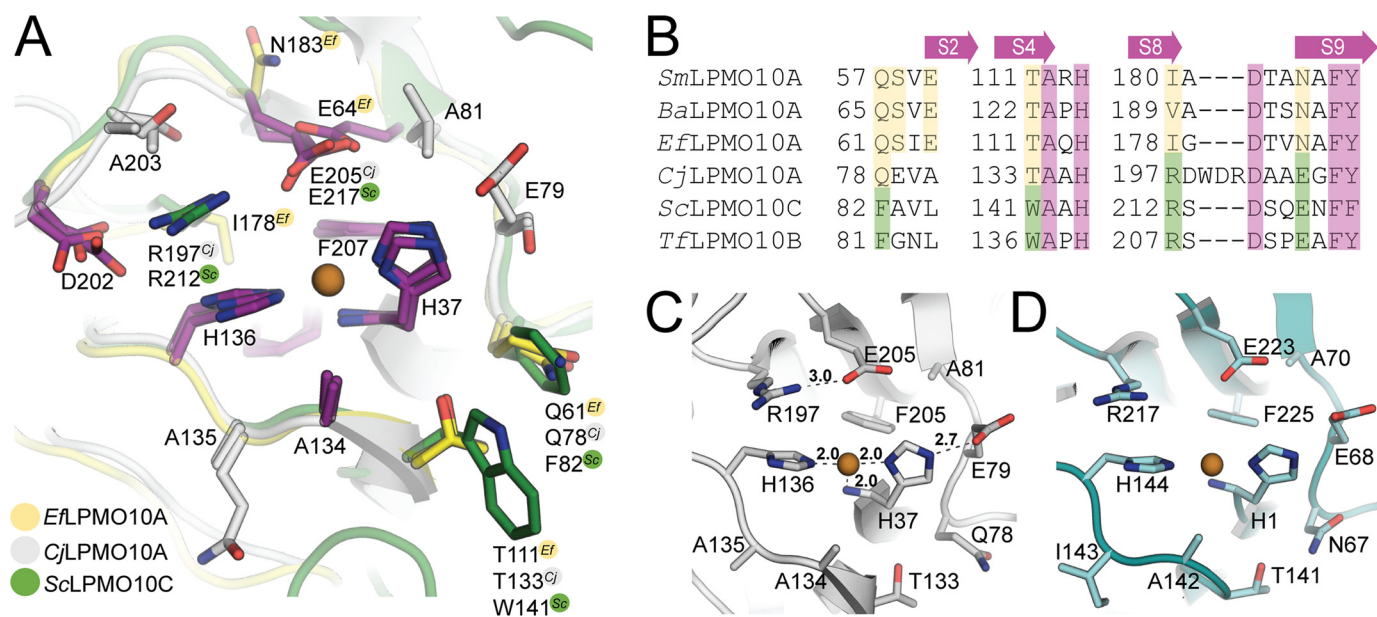 A
N183Ef
E64Ef
A81
A203
E205Cj
E217Sc
E79
I178Ef
R197Cj
R212Sc
F207
D202
H37
H136
Q61Ef
Q78Cj
F82Sc
A135
A134
T111Ef
T133Cj
W141Sc
EfLPMO10A
CjLPMO10A
ScLPMO10C
B
S2 S4 S8 S9
SmLPMO10A 57 QSVE 111 TARH 180 IA---DTANAFY
BaLPMO10A 65 QSVE 122 TAPH 189 VA---DTSNAFY
EfLPMO10A 61 QSIE 111 TAQH 178 IG---DTVNAFY
CjLPMO10A 78 QEVA 133 TAAH 197 RDWDRDAAEGFY
ScLPMO10C 82 FAVL 141 WAAH 212 RS---DSQENFF
TfLPMO10B 81 FGNL 136 WAPH 207 RS---DSPEAFY
C
E205
A81
3.0
R197
F205
2.7
2.0 2.0
E79
H136
2.0
H37
Q78
A135
A134
T133
D
E223
A70
R217
F225
E68
H144
H1
N67
I143
A142
T141